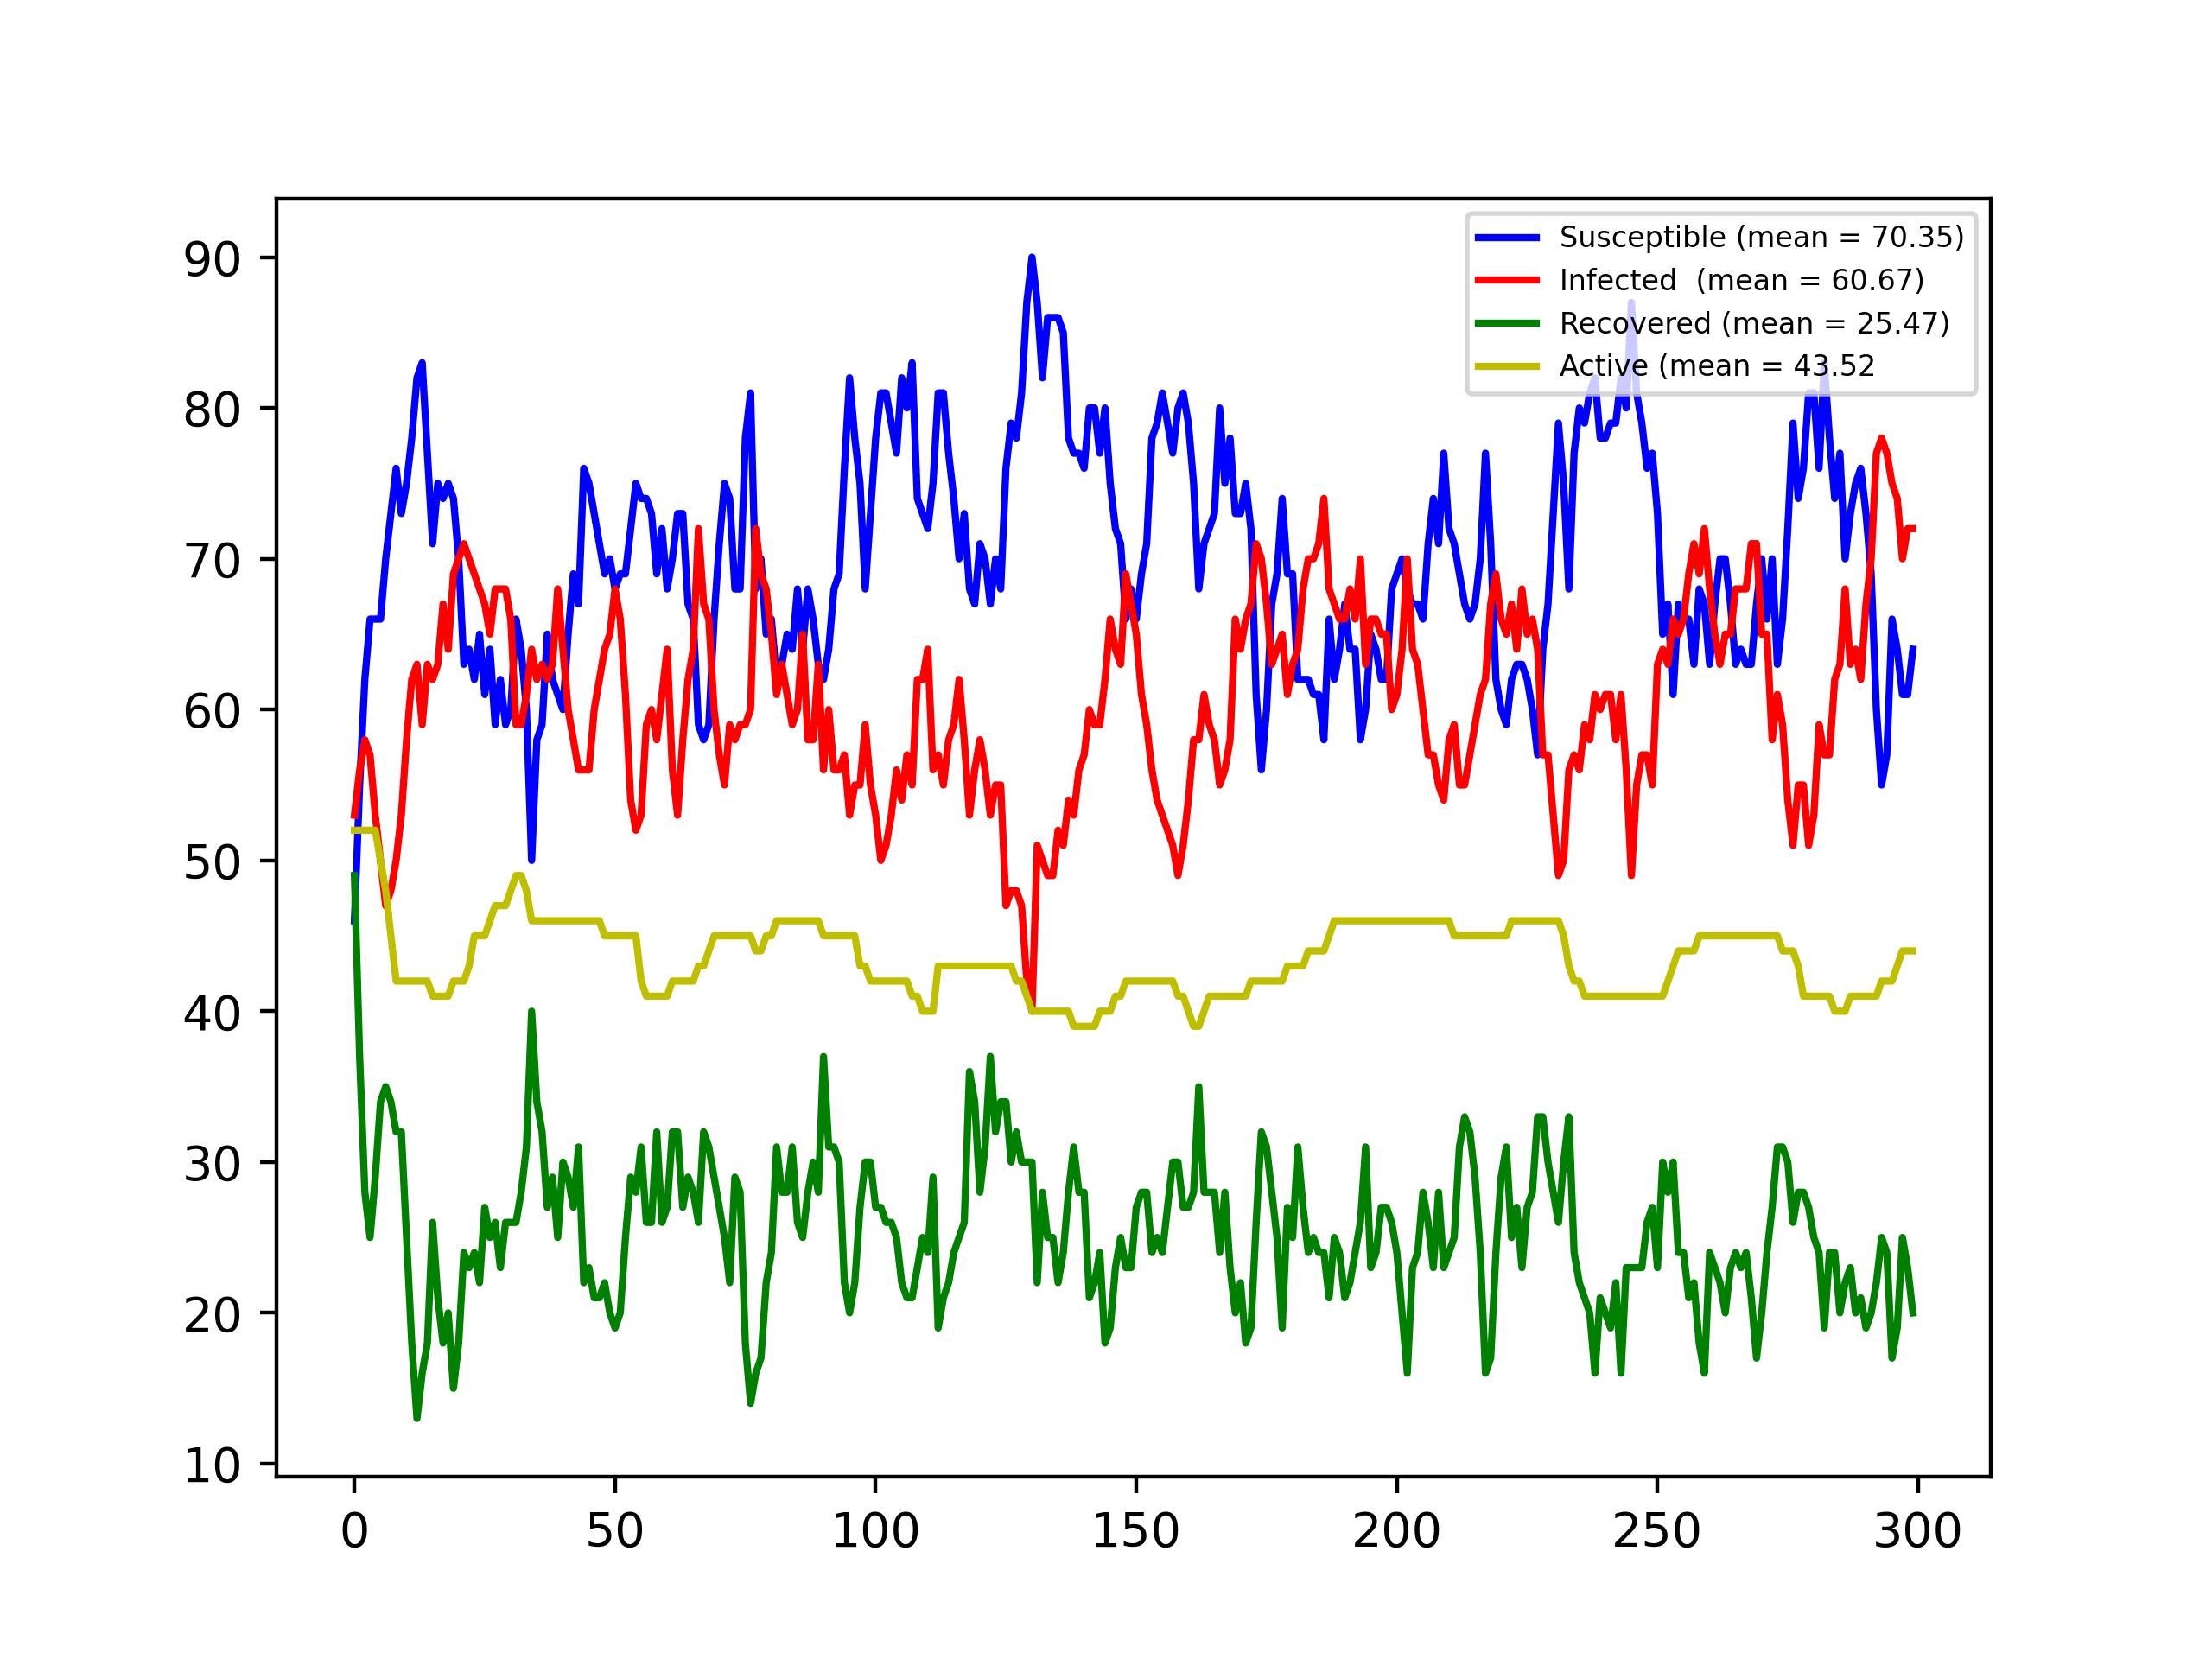 90
80
70
60
50
40
30
20
10
0 50 100 150 200 250 300
Susceptible (mean = 70.35)
Infected  (mean = 60.67)
Recovered (mean = 25.47)
Active (mean = 43.52